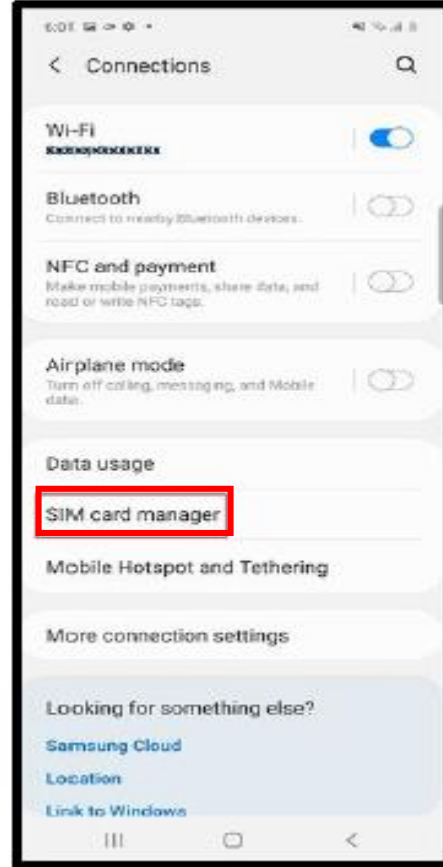 6:01
Connections
Wi-Fi
Bluetooth
Connect to nearby Bluetooth devices.
NFC and payment
Make mobile payments, share data, and
read or write NFC tags.
Airplane mode
Turn off calling, messaging, and Mobile
data.
Data usage
SIM card manager
Mobile Hotspot and Tethering
More connection settings
Looking for something else?
Samsung Cloud
Location
Link to Windows